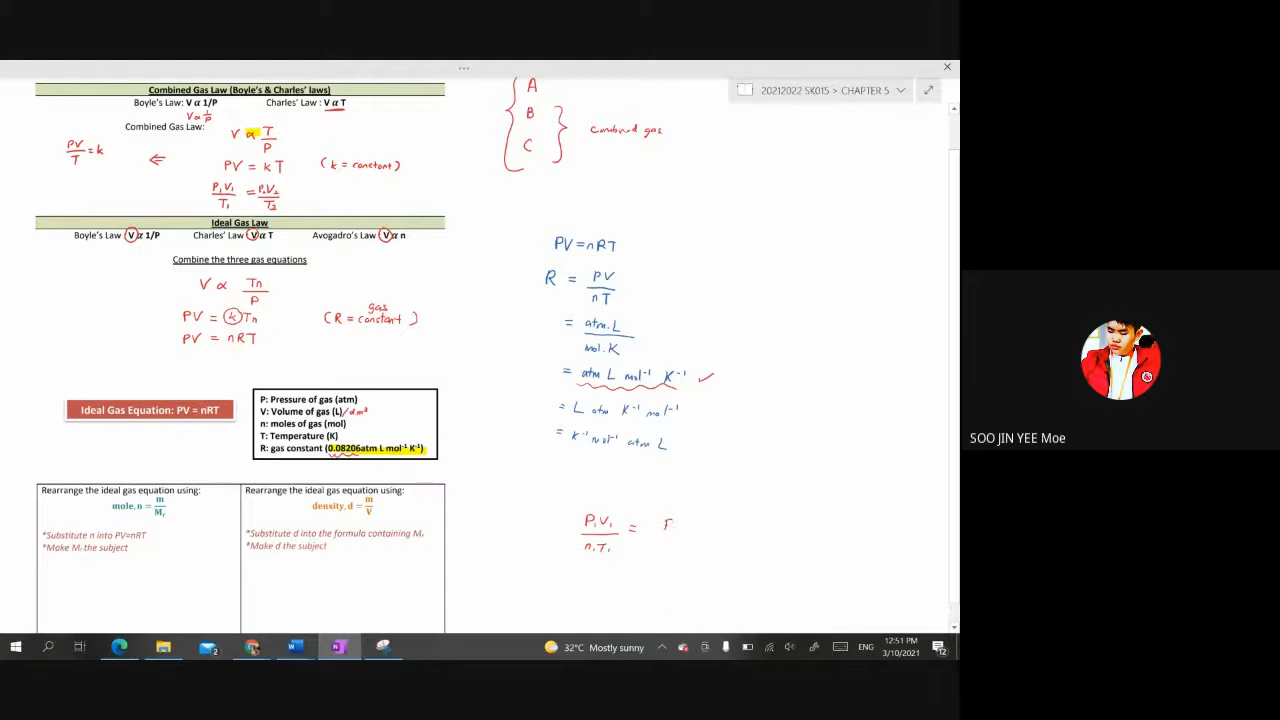 20212022 SK015 > CHAPTER 5
Combined Gas Law (Boyle's & Charles' laws)
Boyle's Law: V α 1/P Charles' Law : V α T
V ∝ 1/P
Combined Gas Law:
V ∝ T/P
PV/T = k ⇐ PV = kT (k = constant)
P₁V₁/T₁ = P₂V₂/T₂
A
B
C
Combined gas
Ideal Gas Law
Boyle's Law V α 1/P Charles' Law V α T Avogadro's Law V α n
Combine the three gas equations
V ∝ Tn/P
PV = kTn
(R = gas constant)
PV = nRT
Ideal Gas Equation: PV = nRT
P: Pressure of gas (atm)
V: Volume of gas (L) /dm³
n: moles of gas (mol)
T: Temperature (K)
R: gas constant (0.08206atm L mol⁻¹ K⁻¹)
PV = nRT
R = PV/nT
= atm.L/mol.K
= atm L mol⁻¹ K⁻¹ ✓
= L atm K⁻¹ mol⁻¹
= K⁻¹ mol⁻¹ atm L
P₁V₁/n₁T₁ =
Rearrange the ideal gas equation using:
mole, n = m/Mᵣ
*Substitute n into PV=nRT
*Make Mᵣ the subject
Rearrange the ideal gas equation using:
density, d = m/V
*Substitute d into the formula containing Mᵣ
*Make d the subject
SOO JIN YEE Moe
32°C Mostly sunny
ENG
12:51 PM
3/10/2021